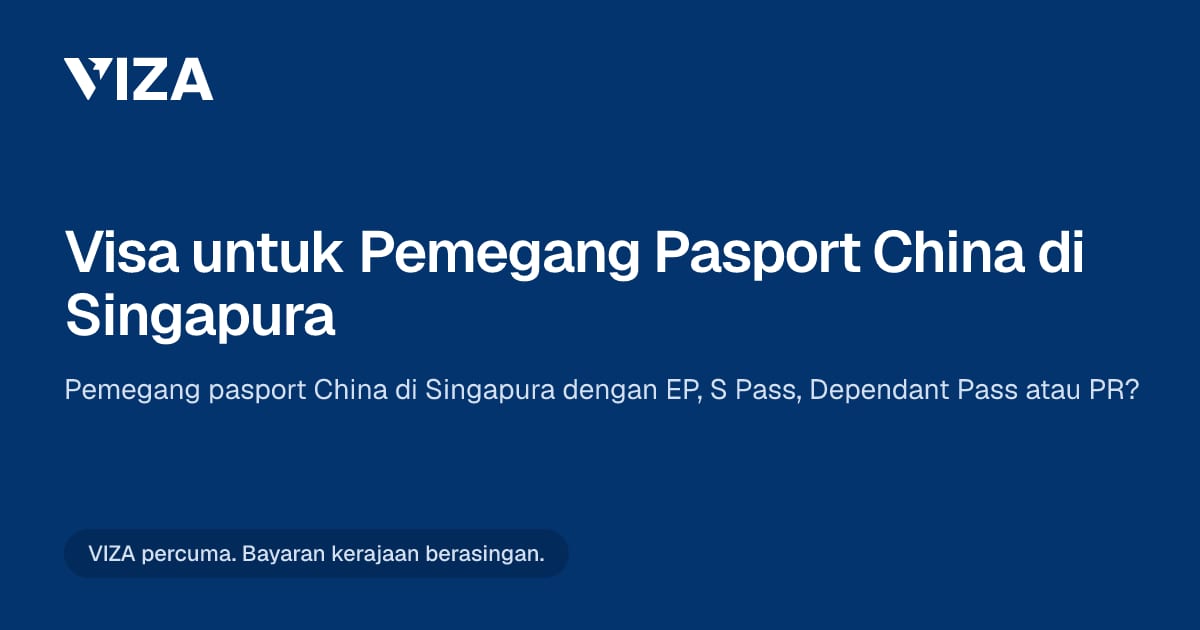 VIZA
Visa untuk Pemegang Pasport China di
Singapura
Pemegang pasport China di Singapura dengan EP, S Pass, Dependant Pass atau PR?
VIZA percuma. Bayaran kerajaan berasingan.